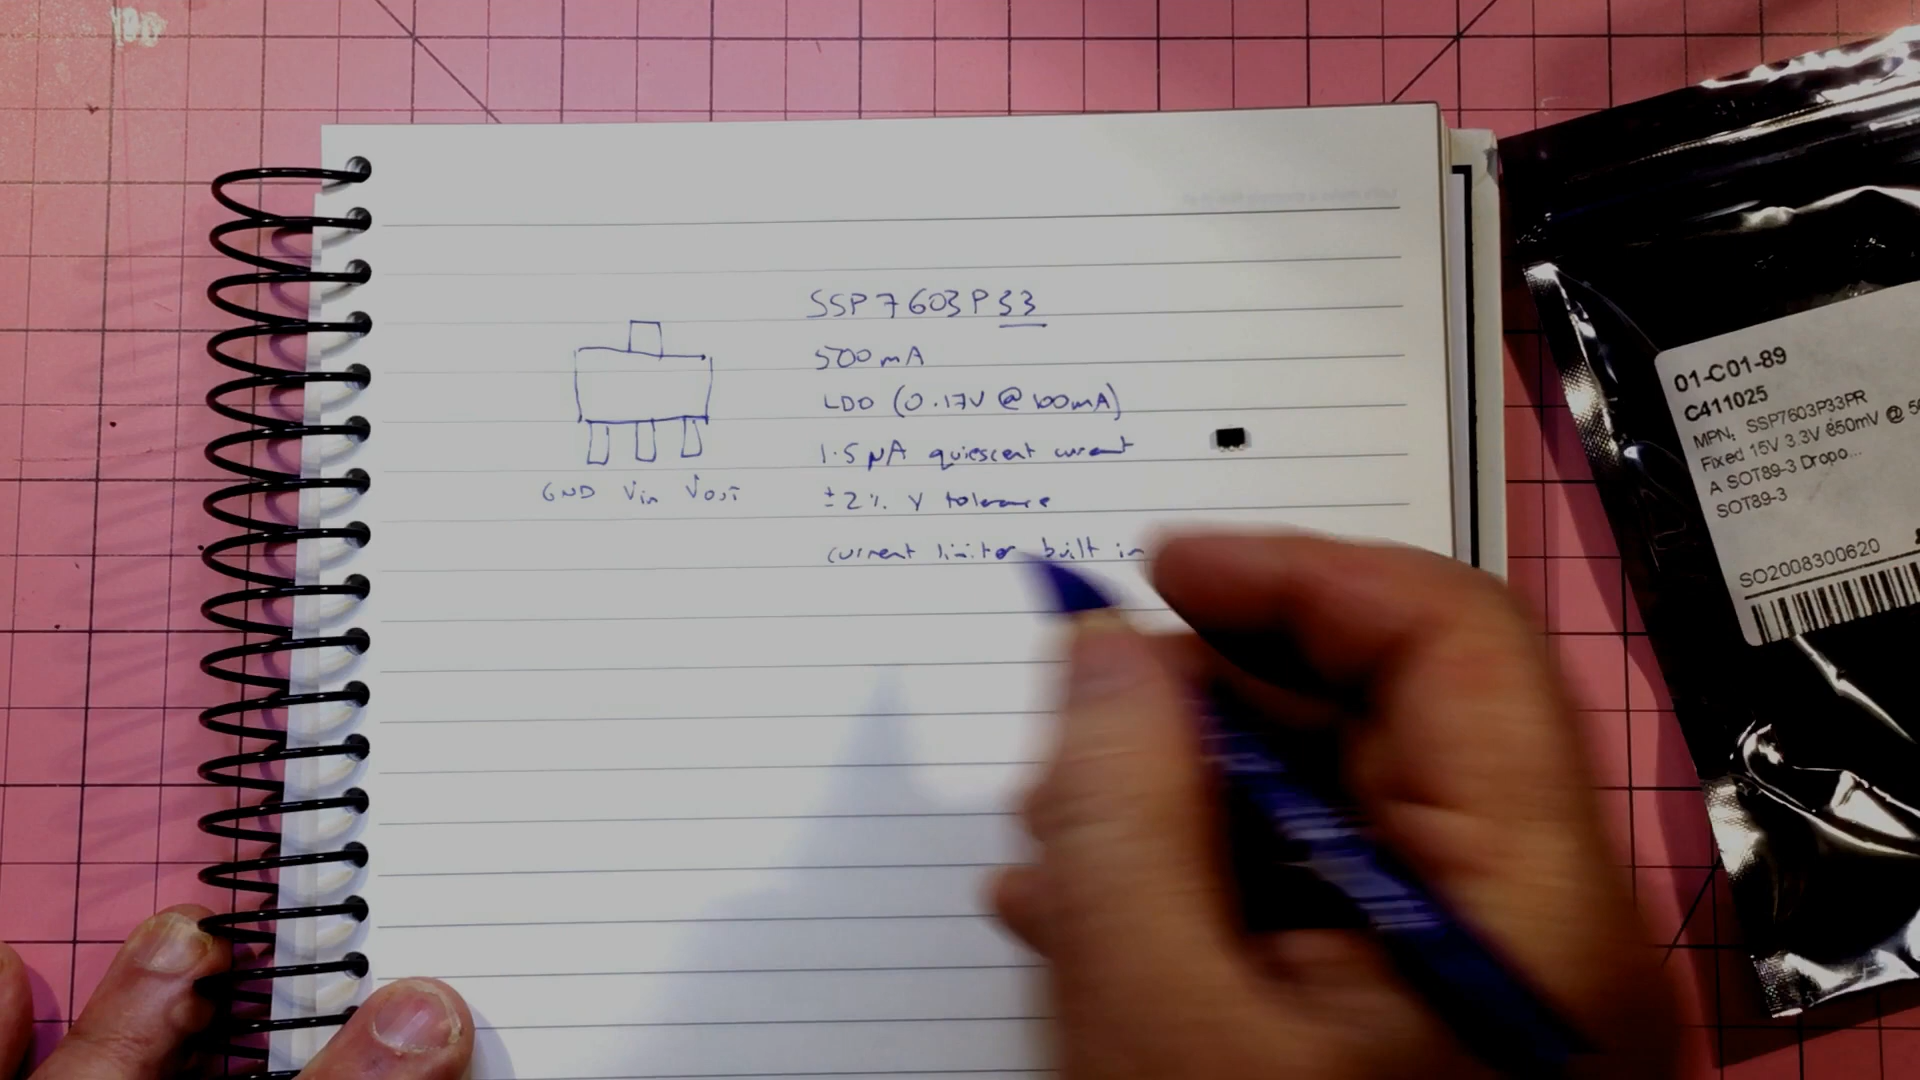 SSP7603P33
500mA
LDO (0.17V @ 100mA)
1.5µA quiescent current
±2% V tolerance
current limiter built in
GND Vin Vout
01-C01-89
C411025
MPN: SSP7603P33PR
Fixed 15V 3.3V 650mV @
A SOT89-3 Dropo...
SOT89-3
SO2008300620